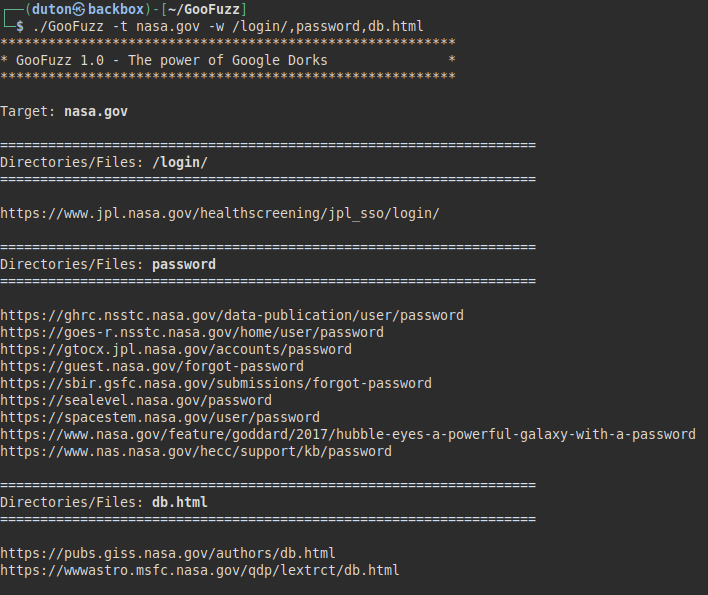 ┌──(duton㉿backbox)-[~/GooFuzz]
└─$ ./GooFuzz -t nasa.gov -w /login/,password,db.html
*********************************************************
* GooFuzz 1.0 - The power of Google Dorks               *
*********************************************************
Target: nasa.gov
===================================================================
Directories/Files: /login/
===================================================================
https://www.jpl.nasa.gov/healthscreening/jpl_sso/login/
===================================================================
Directories/Files: password
===================================================================
https://ghrc.nsstc.nasa.gov/data-publication/user/password
https://goes-r.nsstc.nasa.gov/home/user/password
https://gtocx.jpl.nasa.gov/accounts/password
https://guest.nasa.gov/forgot-password
https://sbir.gsfc.nasa.gov/submissions/forgot-password
https://sealevel.nasa.gov/password
https://spacestem.nasa.gov/user/password
https://www.nasa.gov/feature/goddard/2017/hubble-eyes-a-powerful-galaxy-with-a-password
https://www.nas.nasa.gov/hecc/support/kb/password
===================================================================
Directories/Files: db.html
===================================================================
https://pubs.giss.nasa.gov/authors/db.html
https://wwwastro.msfc.nasa.gov/qdp/lextrct/db.html